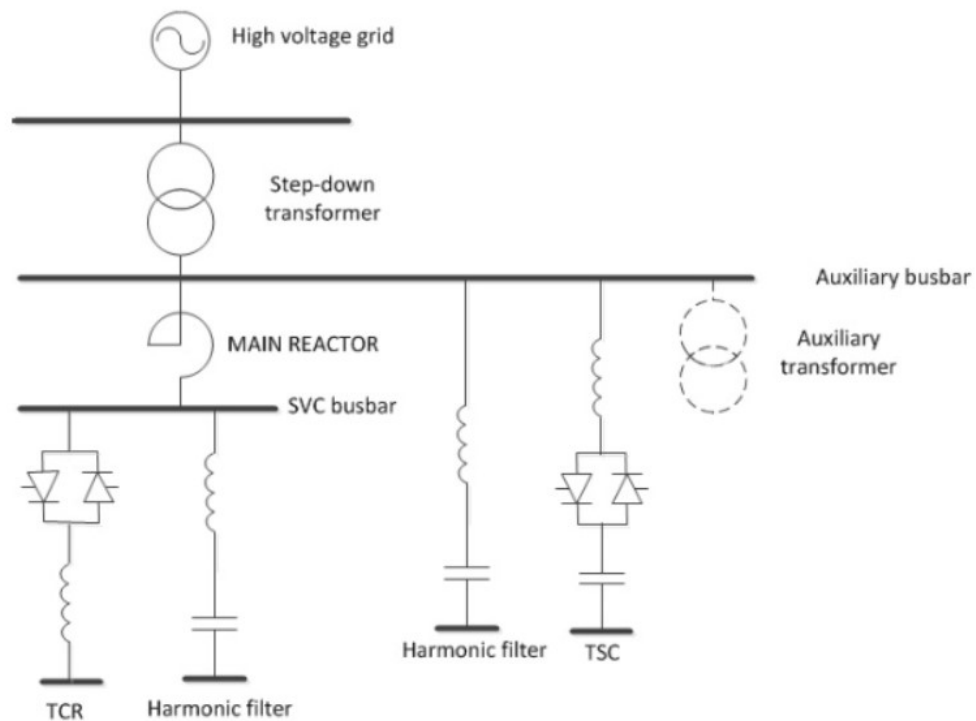 High voltage grid
Step-down
transformer
Auxiliary busbar
MAIN REACTOR
Auxiliary
transformer
SVC busbar
Harmonic filter
TSC
TCR
Harmonic filter